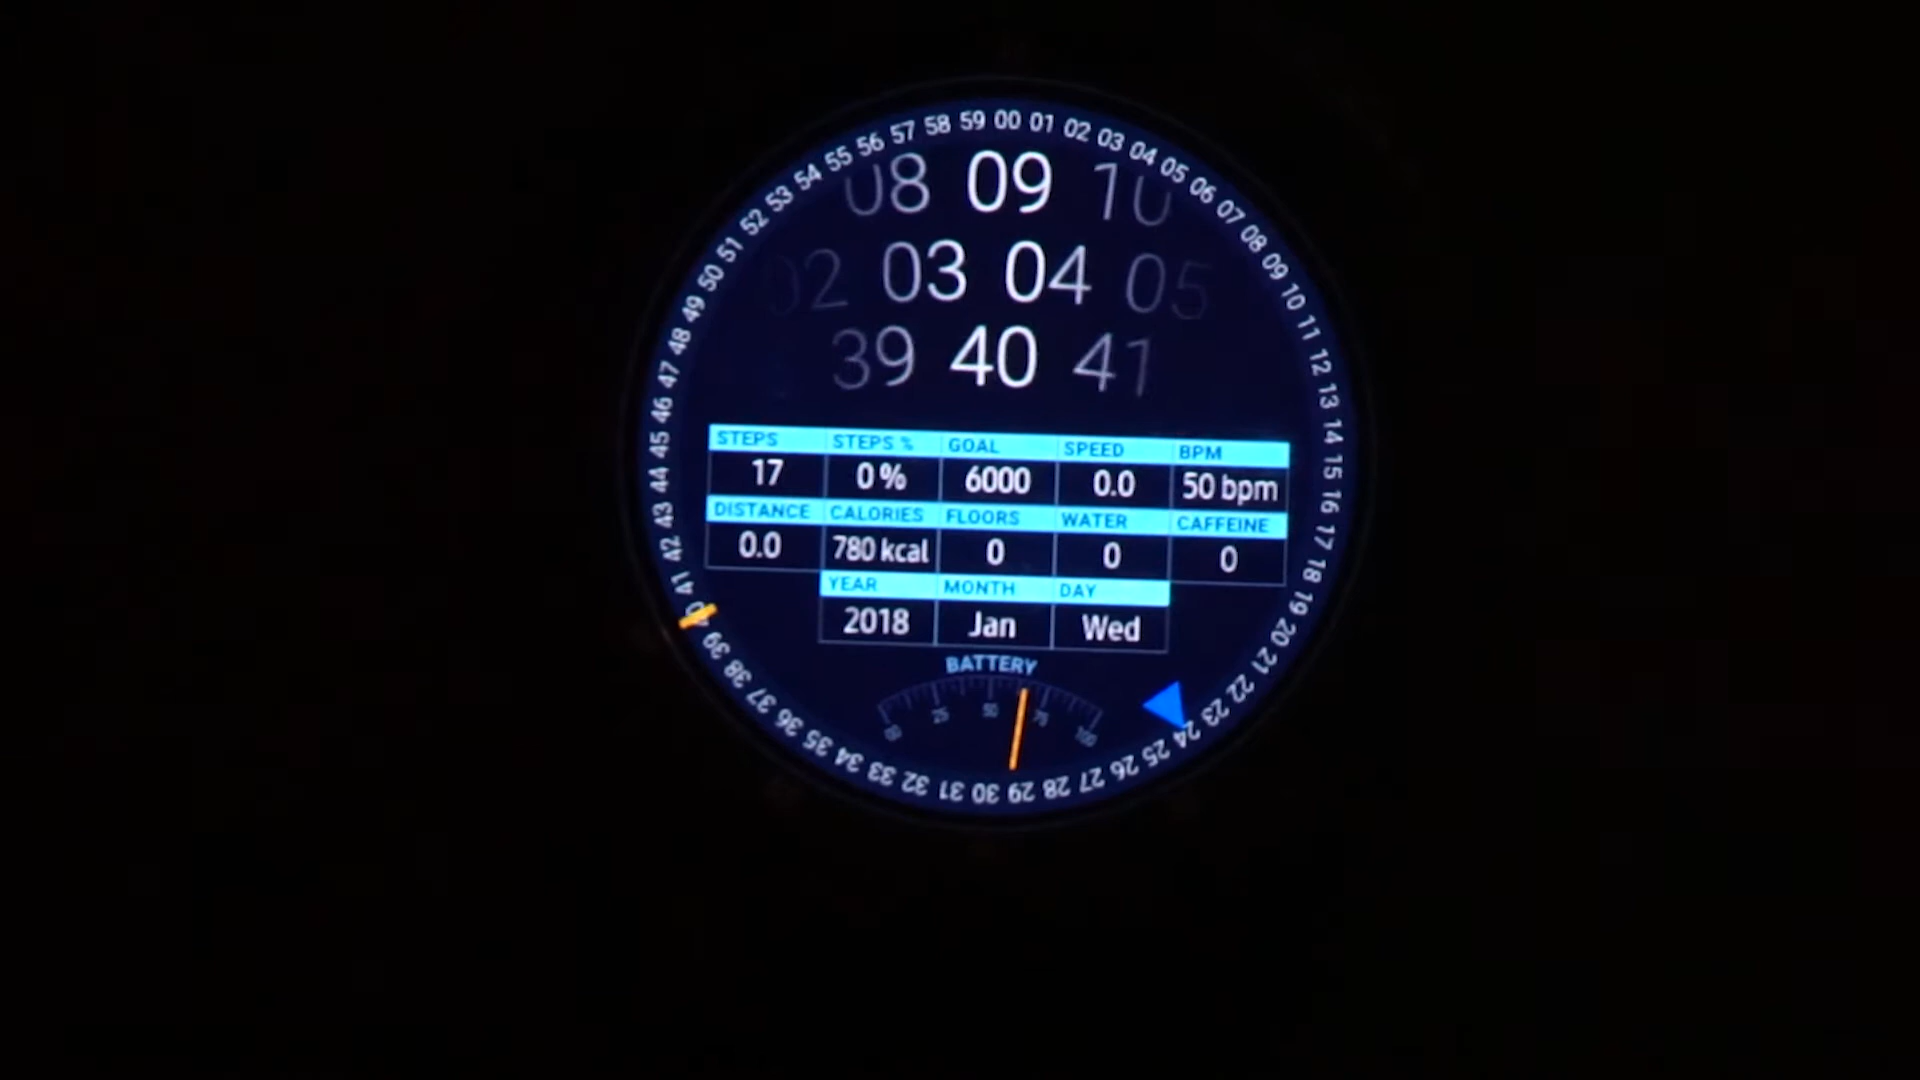 00 01 02 03 04 05 06 07 08 09 10 11 12 13 14 15 16 17 18 19 20 21 22 23 24 25 26 27 28 29 30 31 32 33 34 35 36 37 38 39 40 41 42 43 44 45 46 47 48 49 50 51 52 53 54 55 56 57 58 59
08 09 10
02 03 04 05
39 40 41
STEPS STEPS % GOAL SPEED BPM
17 0% 6000 0.0 50 bpm
DISTANCE CALORIES FLOORS WATER CAFFEINE
0.0 780 kcal 0 0 0
YEAR MONTH DAY
2018 Jan Wed
BATTERY
00 25 50 75 100